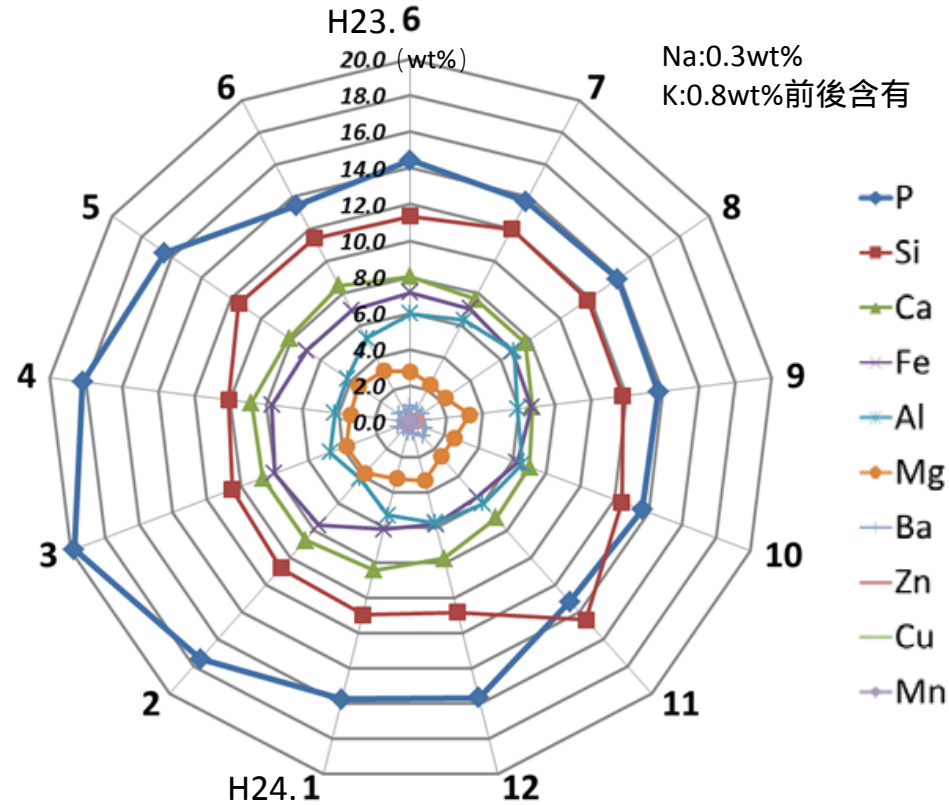 H23. 6
(wt%)
Na:0.3wt%
K:0.8wt%前後含有
20.0
18.0
16.0
14.0
12.0
10.0
8.0
6.0
4.0
2.0
0.0
7
8
9
10
11
12
H24. 1
2
3
4
5
6
P
Si
Ca
Fe
Al
Mg
Ba
Zn
Cu
Mn